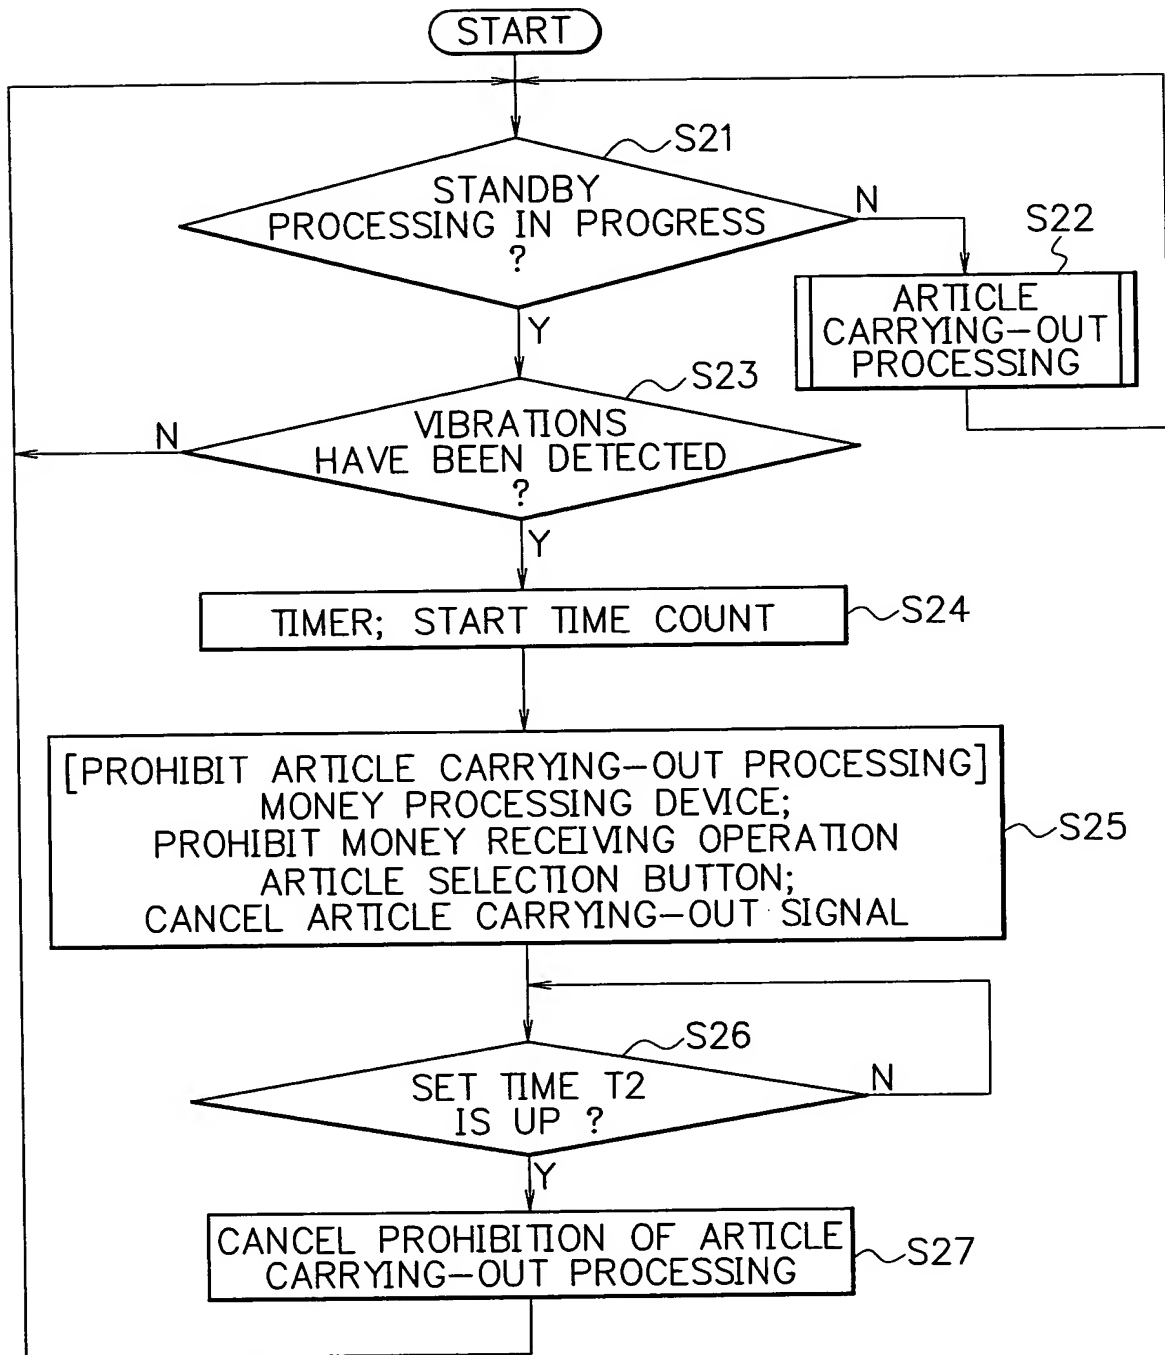 START
S21
STANDBY
PROCESSING IN PROGRESS
?
N
Y
S22
ARTICLE
CARRYING-OUT
PROCESSING
S23
VIBRATIONS
HAVE BEEN DETECTED
?
N
Y
TIMER; START TIME COUNT
S24
[PROHIBIT ARTICLE CARRYING-OUT PROCESSING]
MONEY PROCESSING DEVICE;
PROHIBIT MONEY RECEIVING OPERATION
ARTICLE SELECTION BUTTON;
CANCEL ARTICLE CARRYING-OUT SIGNAL
S25
S26
SET TIME T2
IS UP ?
N
Y
CANCEL PROHIBITION OF ARTICLE
CARRYING-OUT PROCESSING
S27